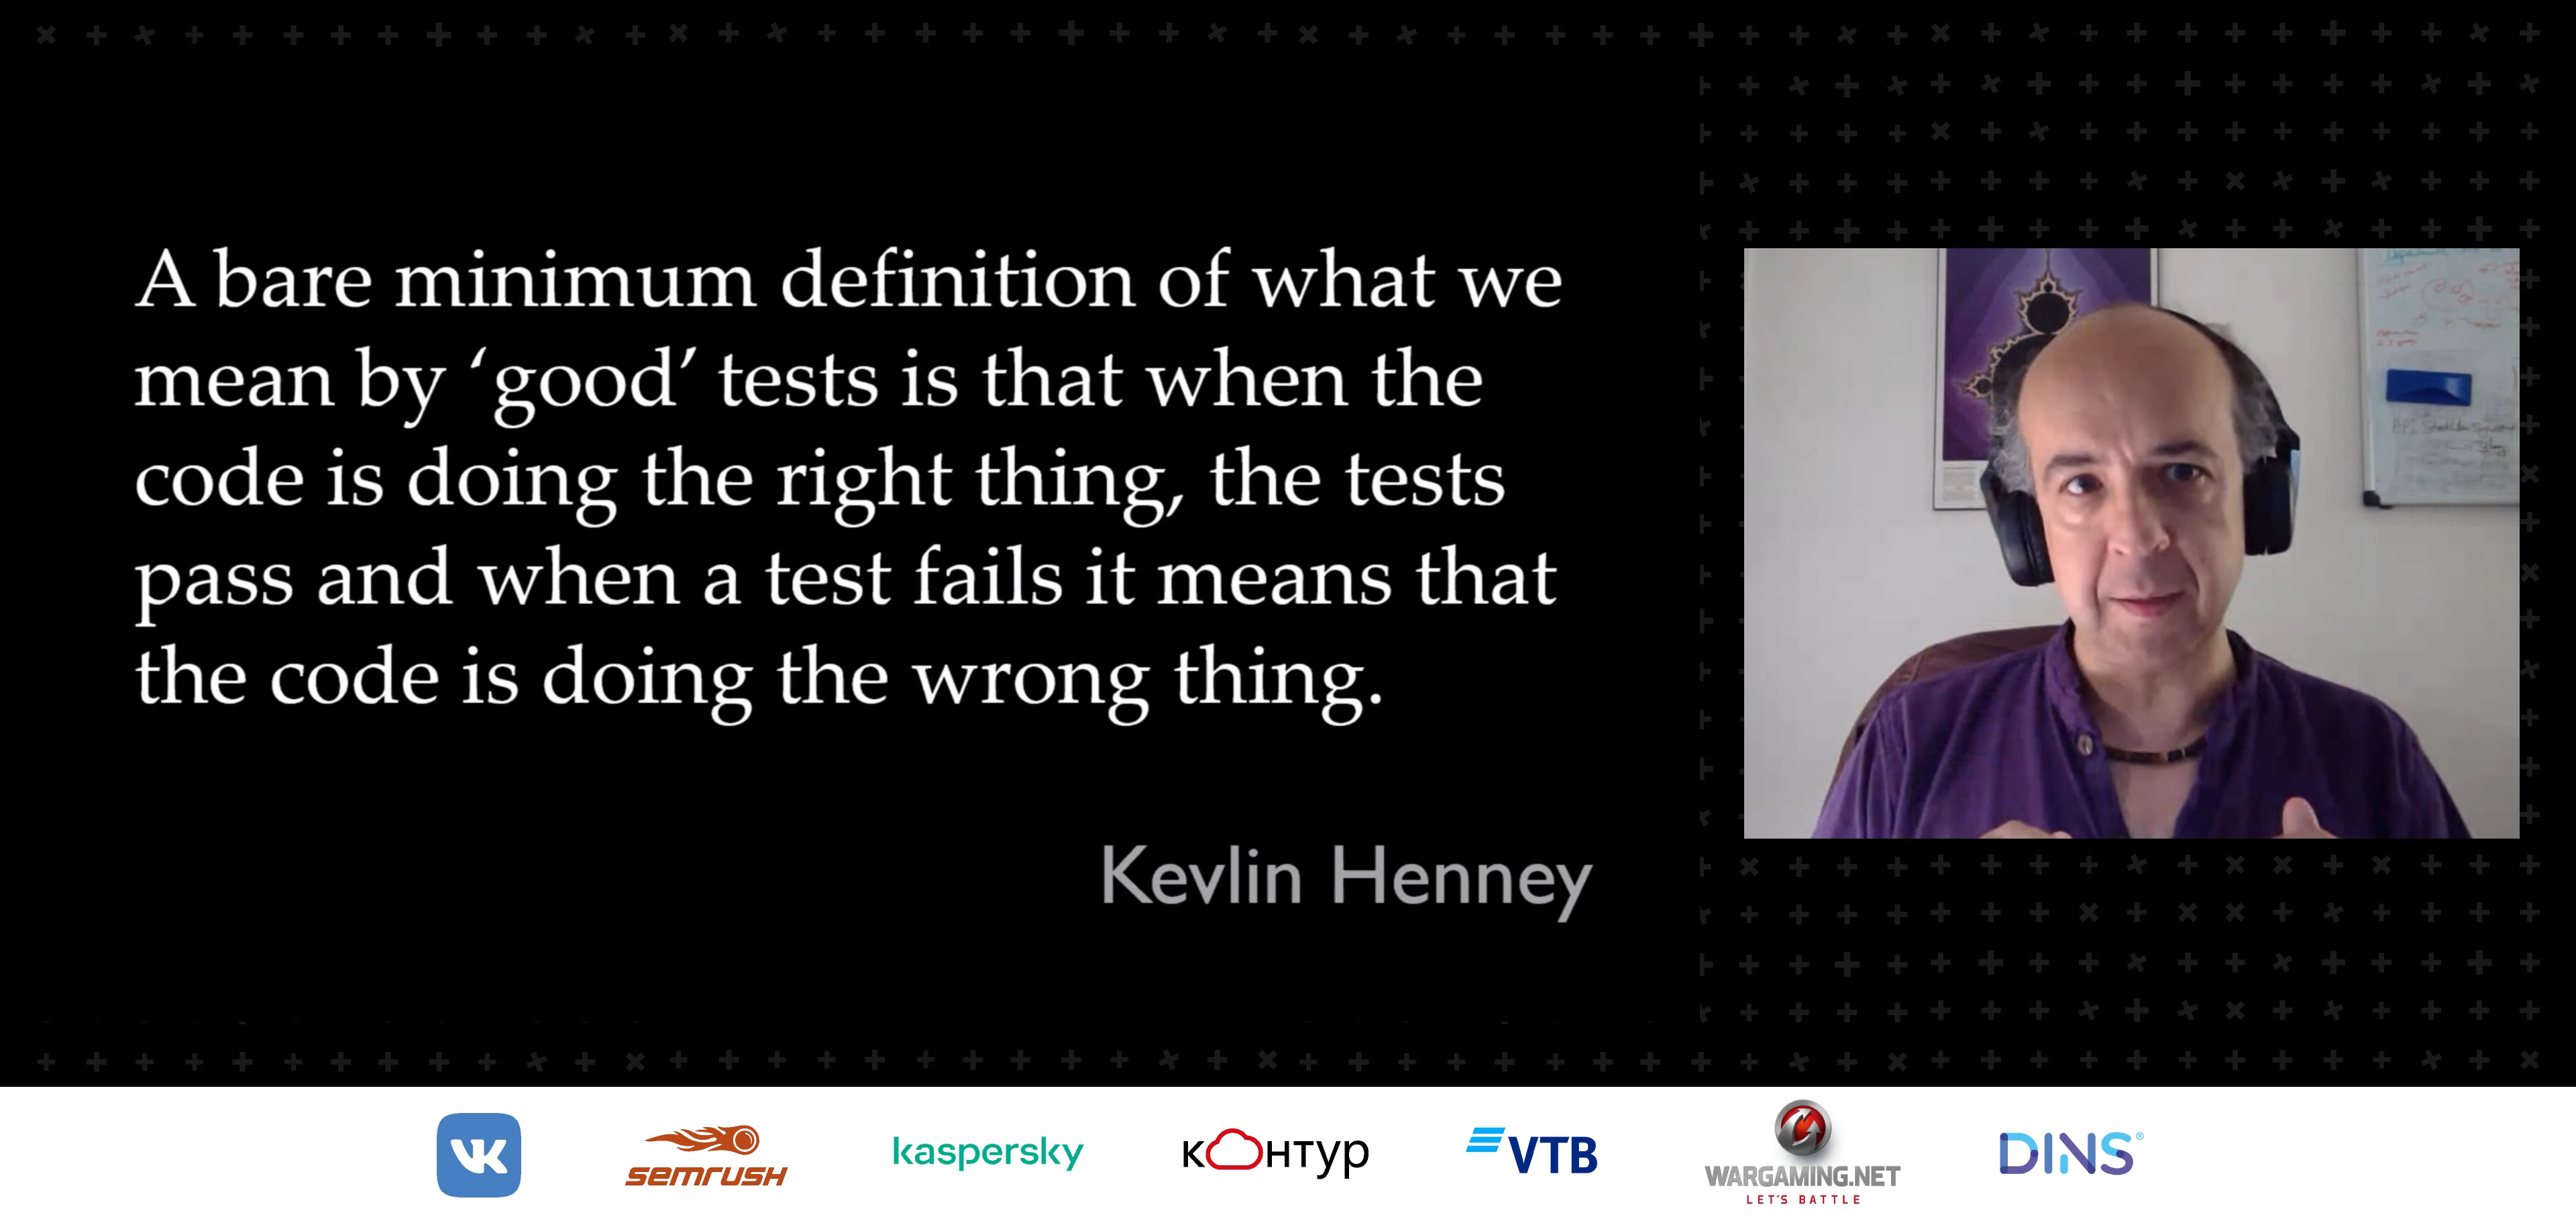 A bare minimum definition of what we
mean by ‘good’ tests is that when the
code is doing the right thing, the tests
pass and when a test fails it means that
the code is doing the wrong thing.
Kevlin Henney
VK
SEMRUSH
kaspersky
контур
VTB
WARGAMING.NET
LET'S BATTLE
DINS®